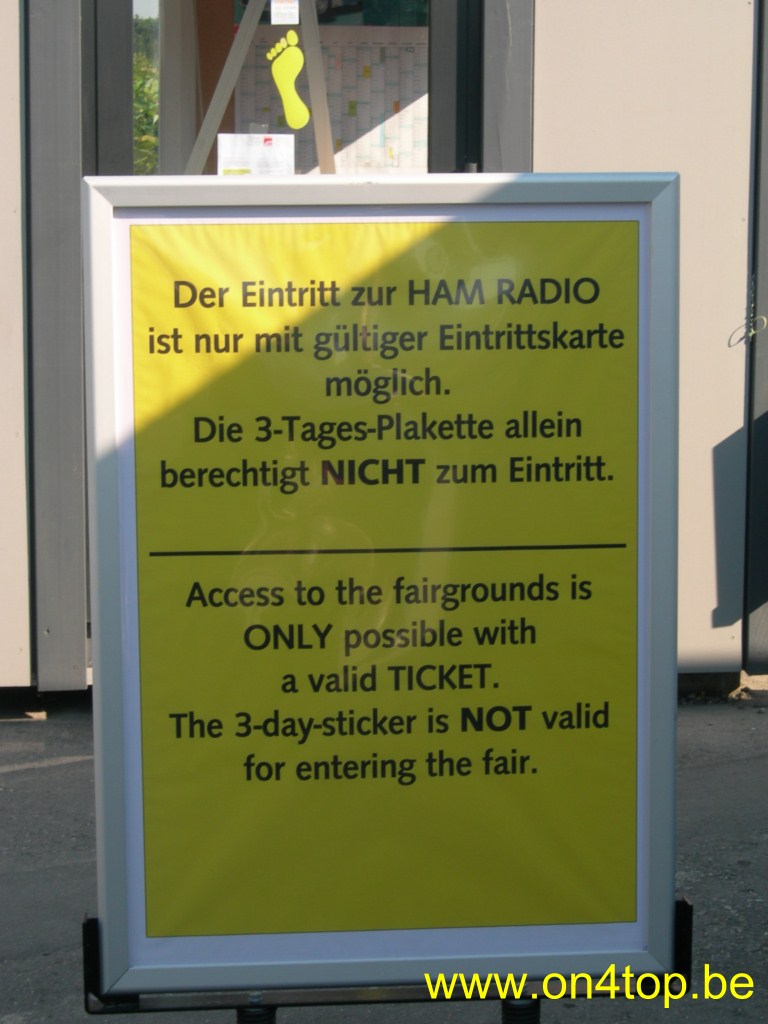 Der Eintritt zur HAM RADIO
ist nur mit gültiger Eintrittskarte
möglich.
Die 3-Tages-Plakette allein
berechtigt NICHT zum Eintritt.
Access to the fairgrounds is
ONLY possible with
a valid TICKET.
The 3-day-sticker is NOT valid
for entering the fair.
www.on4top.be